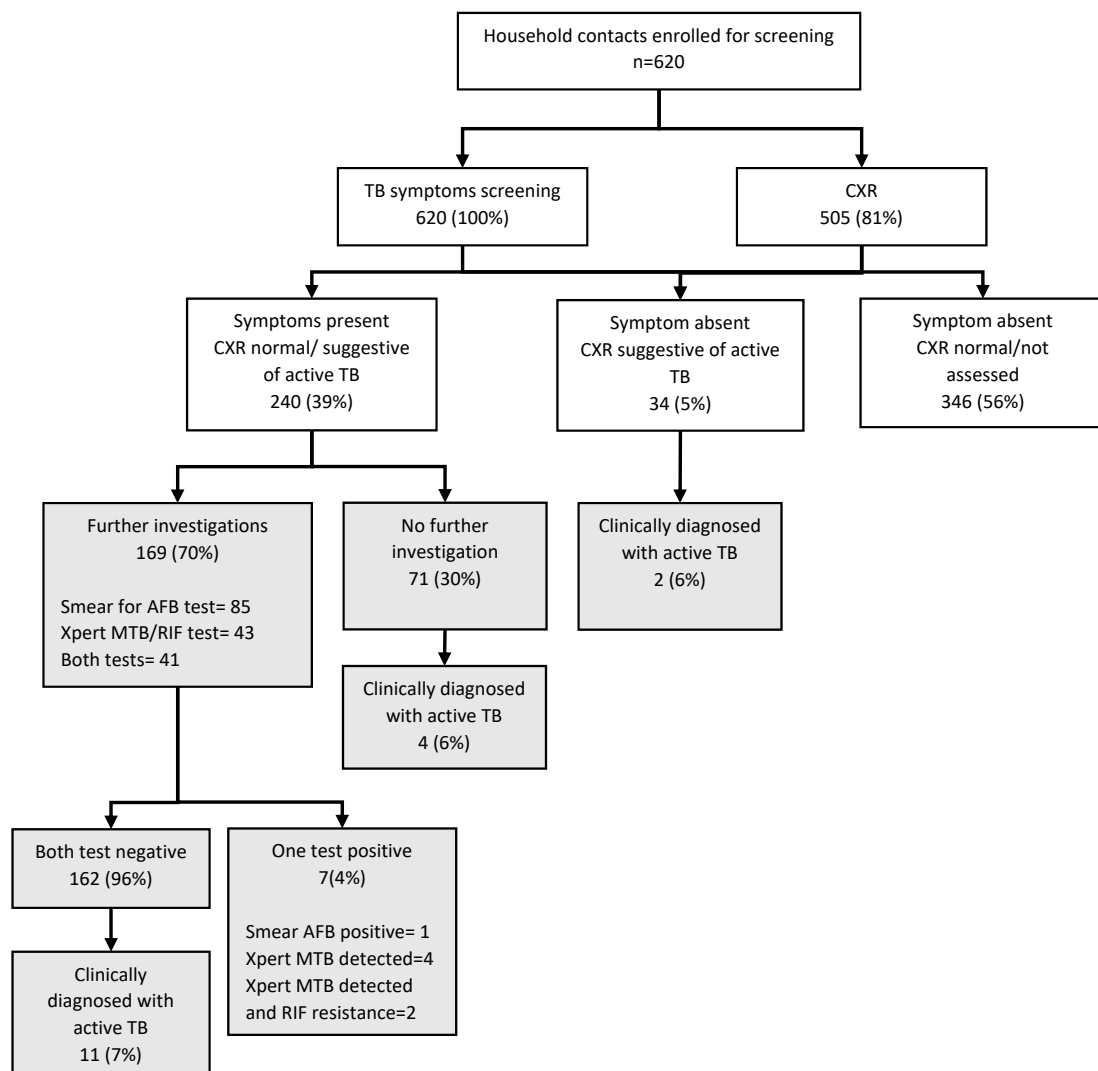 Household contacts enrolled for screening
n=620
TB symptoms screening
620 (100%)
CXR
505 (81%)
Symptoms present
CXR normal/ suggestive
of active TB
240 (39%)
Symptom absent
CXR suggestive of active
TB
34 (5%)
Symptom absent
CXR normal/not
assessed
346 (56%)
Further investigations
169 (70%)
Smear for AFB test= 85
Xpert MTB/RIF test= 43
Both tests= 41
No further
investigation
71 (30%)
Clinically diagnosed
with active TB
2 (6%)
Clinically diagnosed
with active TB
4 (6%)
Both test negative
162 (96%)
One test positive
7(4%)
Smear AFB positive= 1
Xpert MTB detected=4
Xpert MTB detected
and RIF resistance=2
Clinically
diagnosed with
active TB
11 (7%)